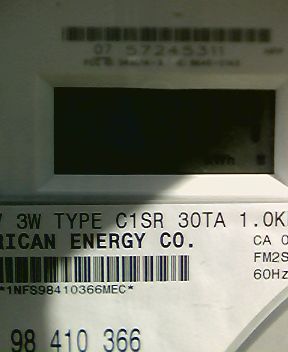 07 57245311
kWh
3W TYPE C1SR 30TA 1.0K
RICAN ENERGY CO.
CA 0
FM2S
60Hz
*1NFS98410366MEC*
98 410 366